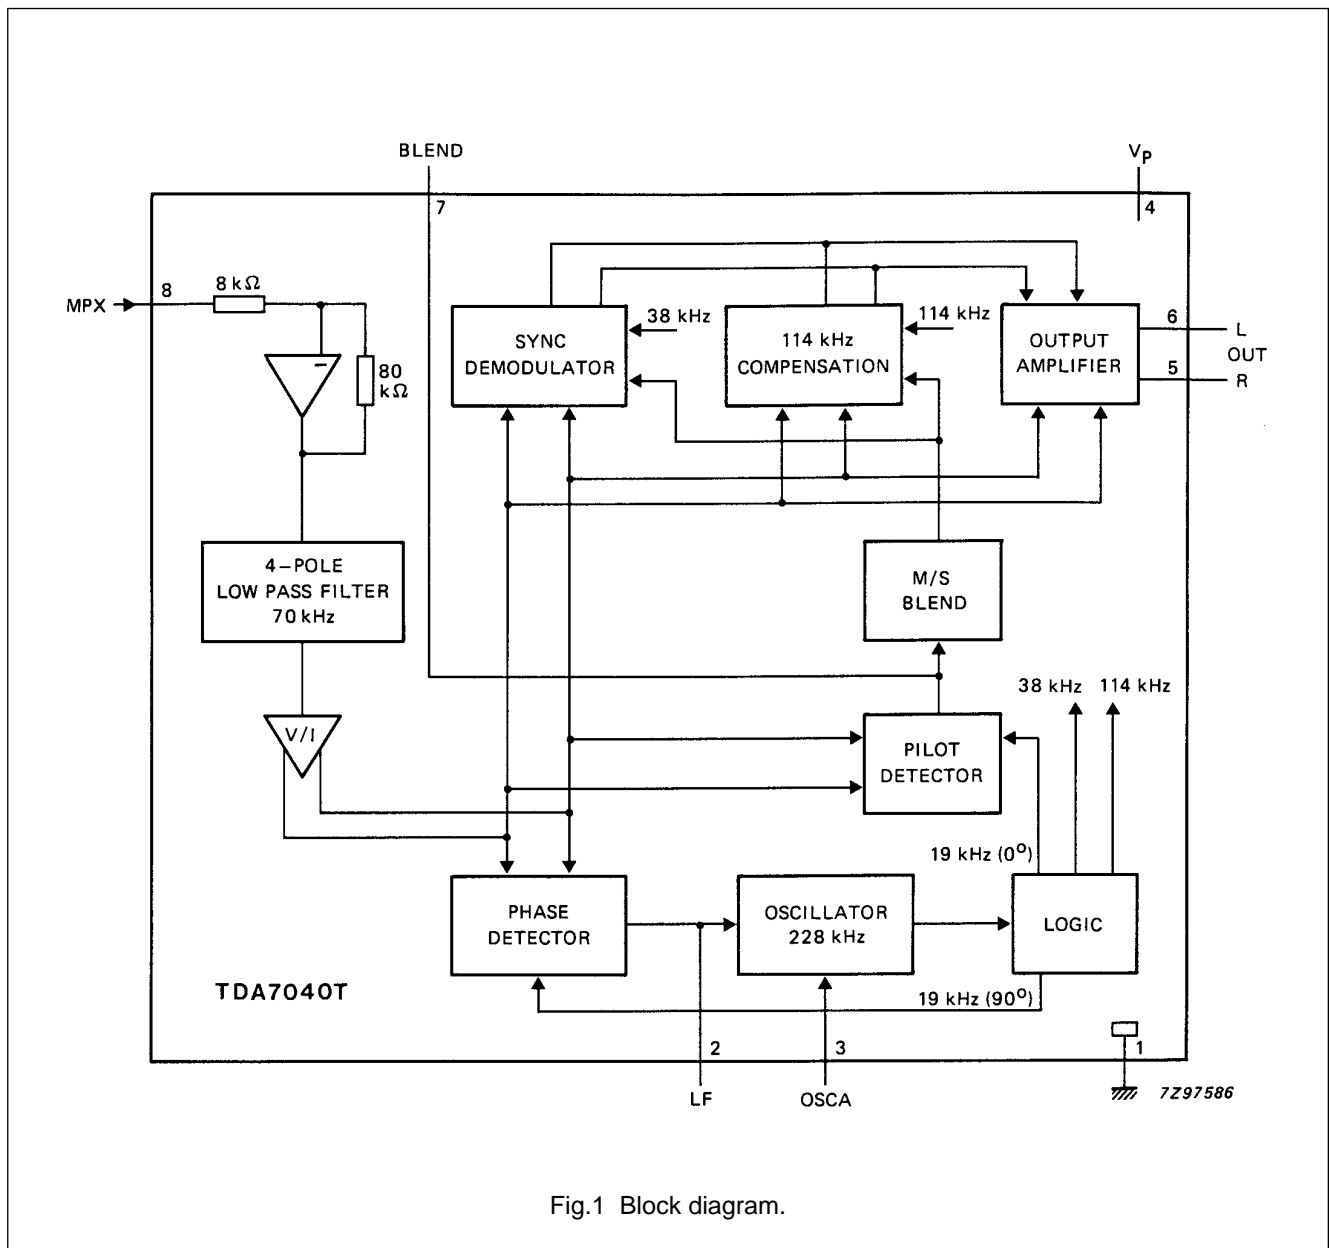 BLEND
VP
7
4
8 kΩ
MPX
8
80
kΩ
SYNC
DEMODULATOR
38 kHz
114 kHz
COMPENSATION
114 kHz
OUTPUT
AMPLIFIER
6
L
OUT
5
R
4-POLE
LOW PASS FILTER
70 kHz
M/S
BLEND
38 kHz
114 kHz
V/I
PILOT
DETECTOR
19 kHz (0°)
PHASE
DETECTOR
OSCILLATOR
228 kHz
LOGIC
TDA7040T
19 kHz (90°)
2
3
1
LF
OSCA
7Z97586
Fig.1 Block diagram.